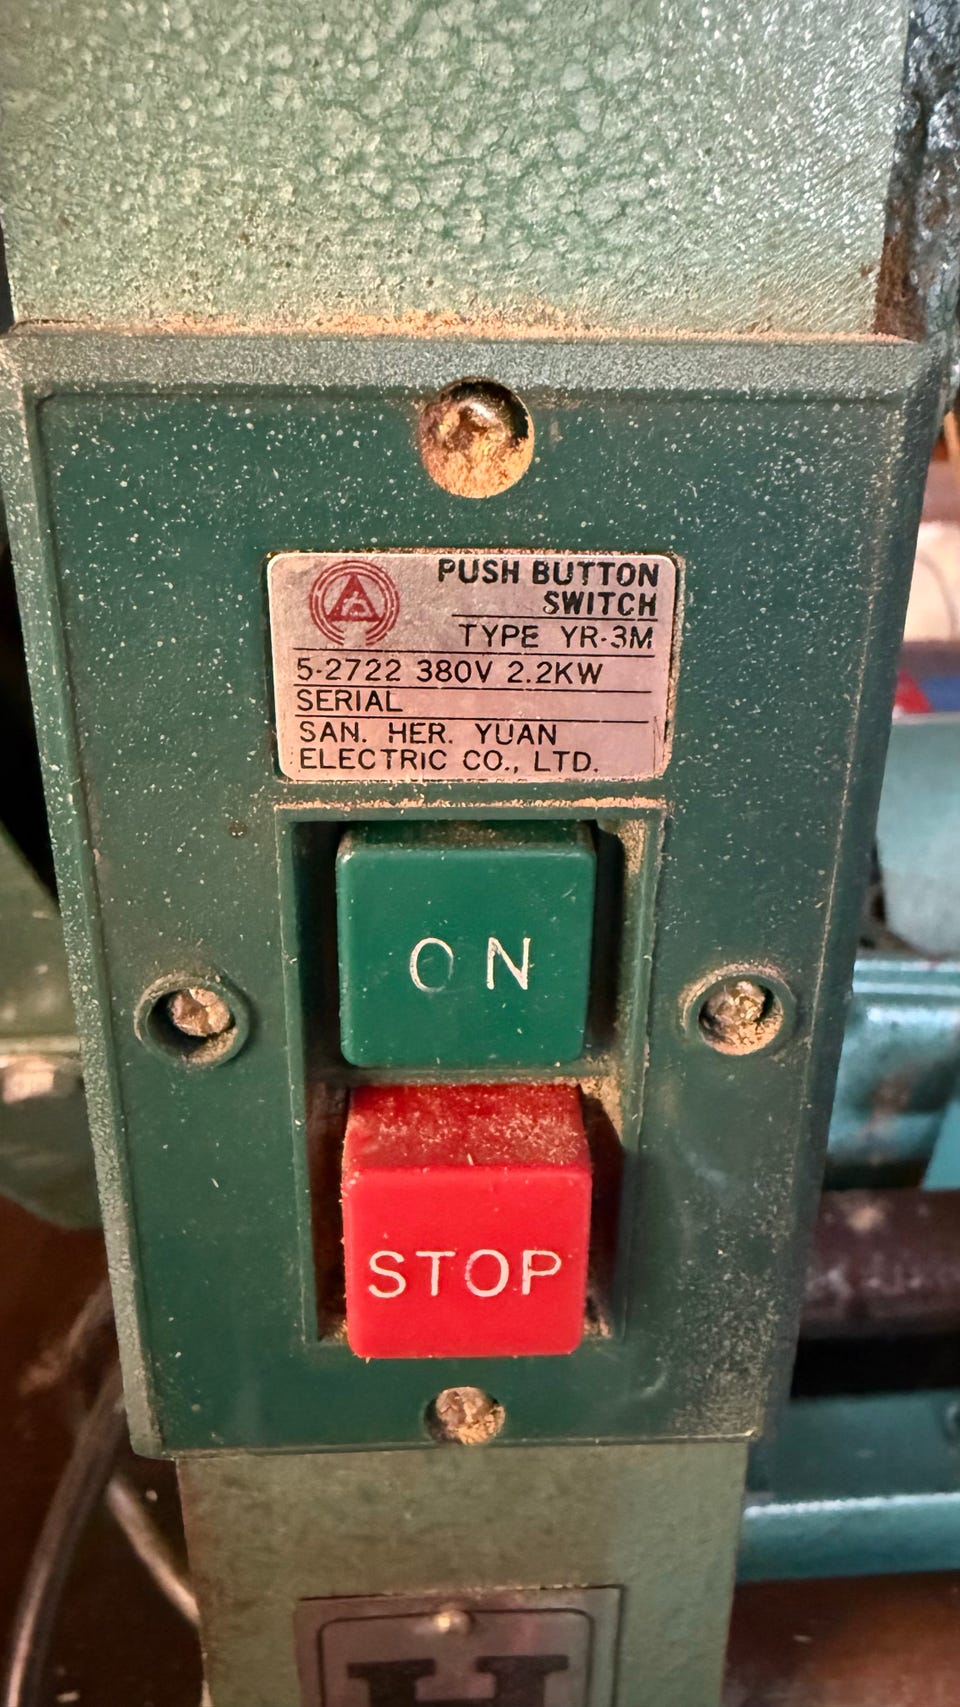 PUSH BUTTON
SWITCH
TYPE YR-3M
5-2722 380V 2.2KW
SERIAL
SAN. HER. YUAN
ELECTRIC CO., LTD.
ON
STOP
H